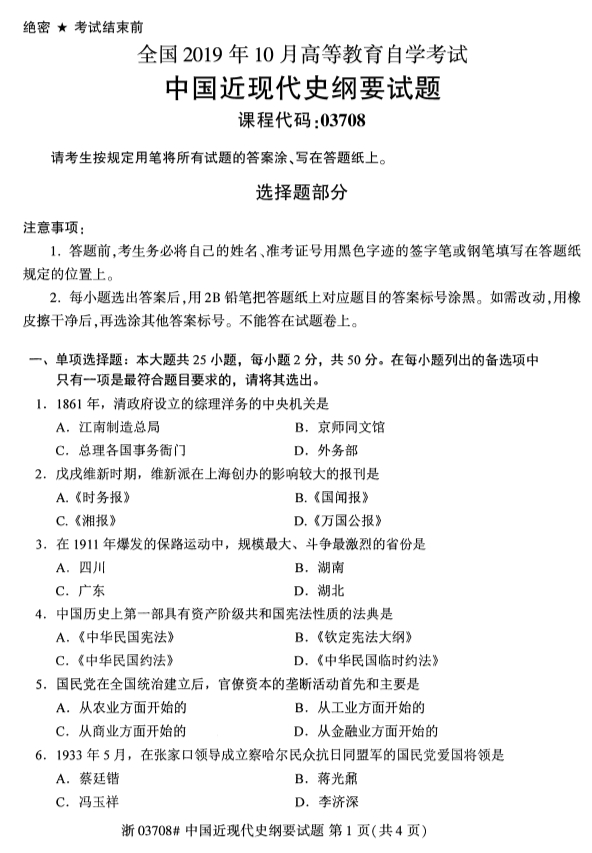 绝密 ★ 考试结束前
全国 2019 年 10 月高等教育自学考试
中国近现代史纲要试题
课程代码:03708
请考生按规定用笔将所有试题的答案涂、写在答题纸上。
选择题部分
注意事项:
1. 答题前,考生务必将自己的姓名、准考证号用黑色字迹的签字笔或钢笔填写在答题纸
规定的位置上。
2. 每小题选出答案后,用 2B 铅笔把答题纸上对应题目的答案标号涂黑。如需改动,用橡
皮擦干净后,再选涂其他答案标号。不能答在试题卷上。
一、单项选择题：本大题共 25 小题，每小题 2 分，共 50 分。在每小题列出的备选项中
只有一项是最符合题目要求的，请将其选出。
1. 1861 年，清政府设立的综理洋务的中央机关是
A. 江南制造总局 B. 京师同文馆
C. 总理各国事务衙门 D. 外务部
2. 戊戌维新时期，维新派在上海创办的影响较大的报刊是
A.《时务报》 B.《国闻报》
C.《湘报》 D.《万国公报》
3. 在 1911 年爆发的保路运动中，规模最大、斗争最激烈的省份是
A. 四川 B. 湖南
C. 广东 D. 湖北
4. 中国历史上第一部具有资产阶级共和国宪法性质的法典是
A.《中华民国宪法》 B.《钦定宪法大纲》
C.《中华民国约法》 D.《中华民国临时约法》
5. 国民党在全国统治建立后，官僚资本的垄断活动首先和主要是
A. 从农业方面开始的 B. 从工业方面开始的
C. 从商业方面开始的 D. 从金融业方面开始的
6. 1933 年 5 月，在张家口领导成立察哈尔民众抗日同盟军的国民党爱国将领是
A. 蔡廷锴 B. 蒋光鼐
C. 冯玉祥 D. 李济深
浙 03708# 中国近现代史纲要试题 第 1 页(共 4 页)